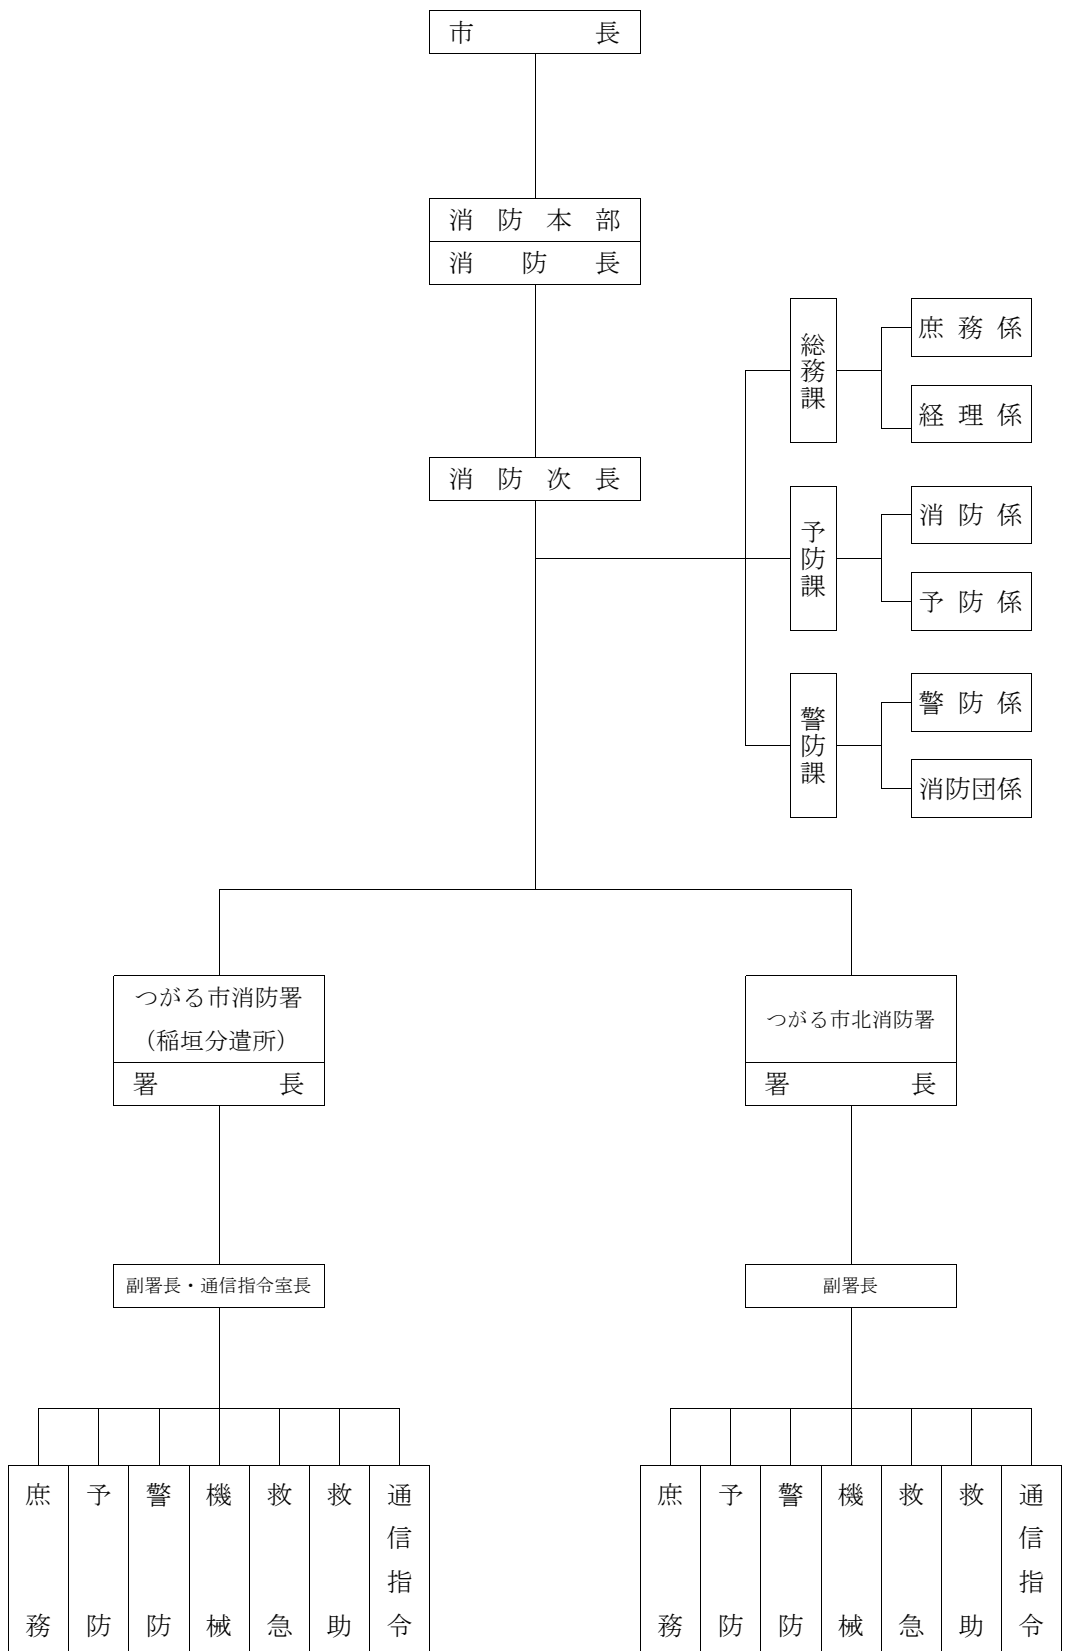 市長
消防本部
消防長
消防次長
総務課
庶務係
経理係
予防課
消防係
予防係
警防課
警防係
消防団係
つがる市消防署
（稲垣分遣所）
署長
副署長・通信指令室長
庶務
予防
警防
機械
救急
救助
通信指令
つがる市北消防署
署長
副署長
庶務
予防
警防
機械
救急
救助
通信指令